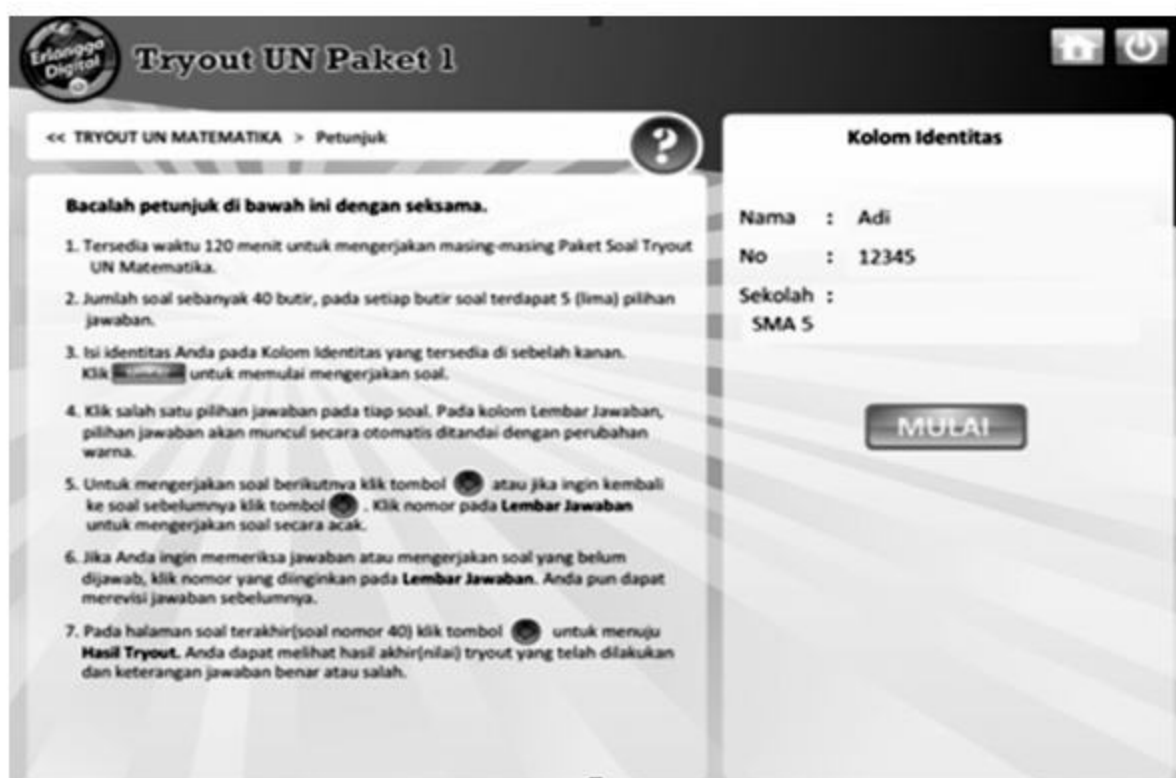 Erlangga
Digital
Tryout UN Paket 1
<< TRYOUT UN MATEMATIKA > Petunjuk
?
Bacalah petunjuk di bawah ini dengan seksama.
1. Tersedia waktu 120 menit untuk mengerjakan masing-masing Paket Soal Tryout
UN Matematika.
2. Jumlah soal sebanyak 40 butir, pada setiap butir soal terdapat 5 (lima) pilihan
jawaban.
3. Isi identitas Anda pada Kolom Identitas yang tersedia di sebelah kanan.
Klik untuk memulai mengerjakan soal.
4. Klik salah satu pilihan jawaban pada tiap soal. Pada kolom Lembar Jawaban,
pilihan jawaban akan muncul secara otomatis ditandai dengan perubahan
warna.
5. Untuk mengerjakan soal berikutnya klik tombol atau jika ingin kembali
ke soal sebelumnya klik tombol . Klik nomor pada Lembar Jawaban
untuk mengerjakan soal secara acak.
6. Jika Anda ingin memeriksa jawaban atau mengerjakan soal yang belum
dijawab, klik nomor yang diinginkan pada Lembar Jawaban. Anda pun dapat
merevisi jawaban sebelumnya.
7. Pada halaman soal terakhir(soal nomor 40) klik tombol untuk menuju
Hasil Tryout. Anda dapat melihat hasil akhir(nilai) tryout yang telah dilakukan
dan keterangan jawaban benar atau salah.
Kolom Identitas
Nama : Adi
No : 12345
Sekolah :
SMA 5
MULAI